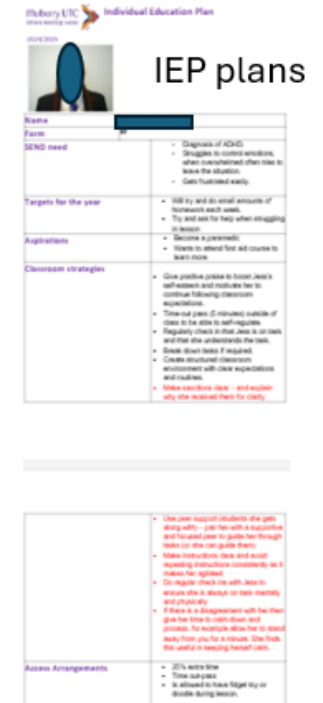 Mulberry UTC
Individual Education Plan
2024/2025
IEP plans
Name
Form
SEND need
Diagnosis of ADHD.
Struggles to control emotions,
when overwhelmed often tries to
leave the situation.
Gets frustrated easily.
Targets for the year
Will try and do small amounts of
homework each week.
Try and ask for help when struggling
in lesson
Aspirations
Become a paramedic
Wants to attend first aid course to
learn more
Classroom strategies
Give positive praise to boost Jess's
self-esteem and motivate her to
continue following classroom
expectations.
Time-out pass (5 minutes) outside of
class to be able to self-regulate.
Regularly check in that Jess is on task
and that she understands the task.
Break down tasks if required.
Create structured classroom
environment with clear expectations
and routines.
Make sanctions clear - and explain
why she received them for clarity.
Use peer support (students she gets
along with) - pair her with a supportive
and focused peer to guide her through
tasks (or she can guide them)
Make instructions clear and avoid
repeating instructions consistently as it
makes her agitated.
Do regular check ins with Jess to
ensure she is always on task mentally
and physically.
If there is a disagreement with her then
give her time to calm down and
process, for example allow her to stand
away from you for a minute. She finds
this useful in keeping herself calm.
Access Arrangements
25% extra time
Time out-pass
Is allowed to have fidget toy or
doodle during lesson.